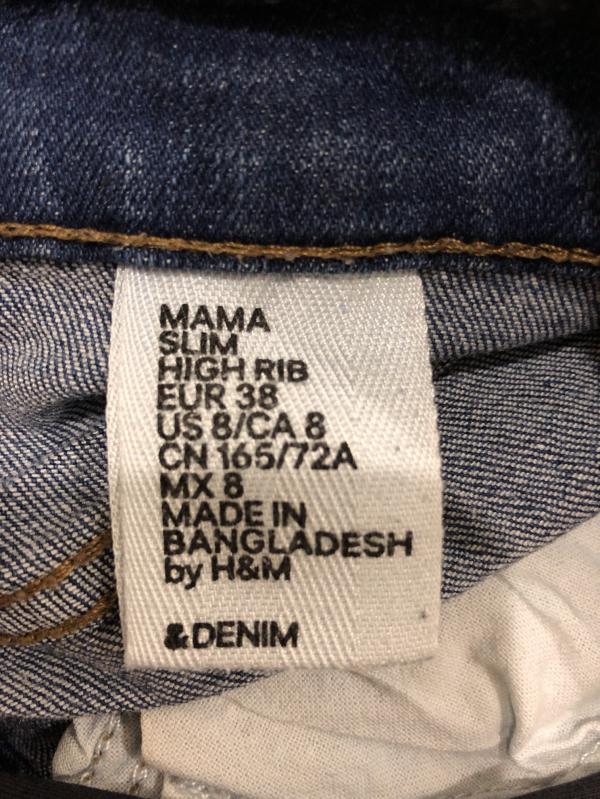 MAMA
SLIM
HIGH RIB
EUR 38
US 8/CA 8
CN 165/72A
MX 8
MADE IN
BANGLADESH
by H&M
&DENIM